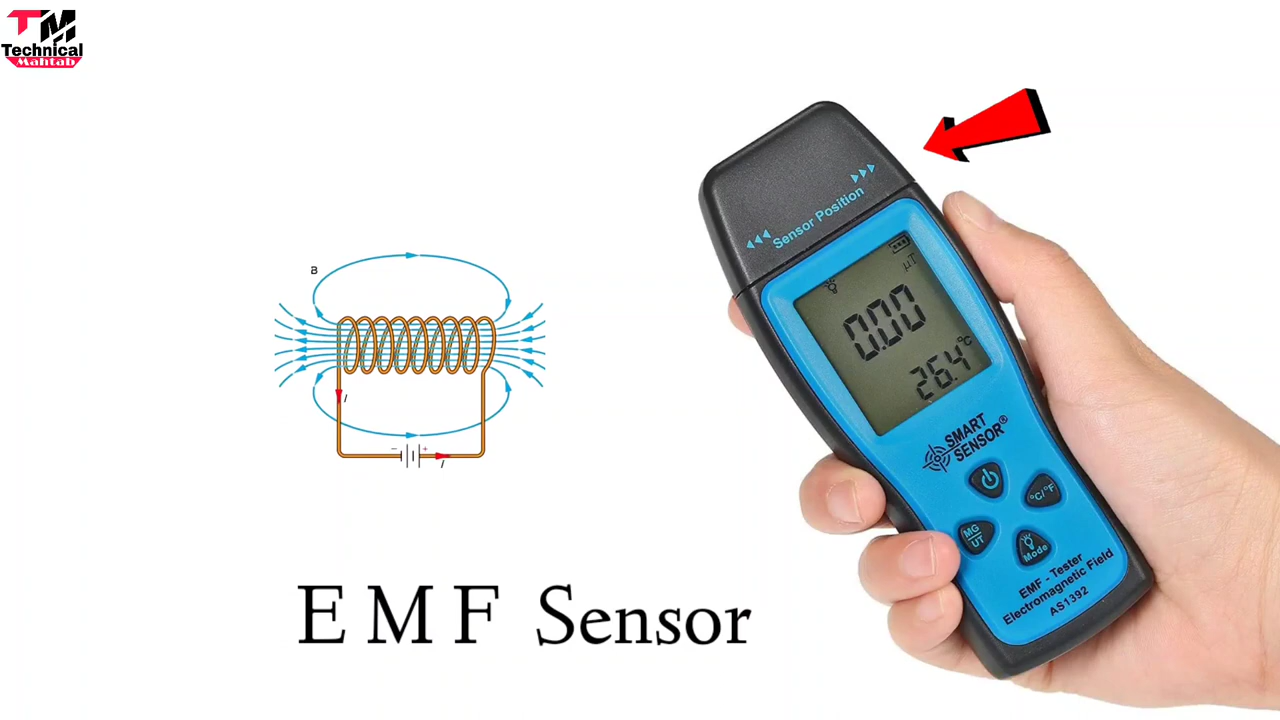 TM
Technical
Mahtab
Sensor Position
B
µT
0.00
26.4 °C
I
- +
I
SMART
SENSOR®
°C/°F
MG
UT
Mode
EMF - Tester
Electromagnetic Field
AS1392
EMF Sensor